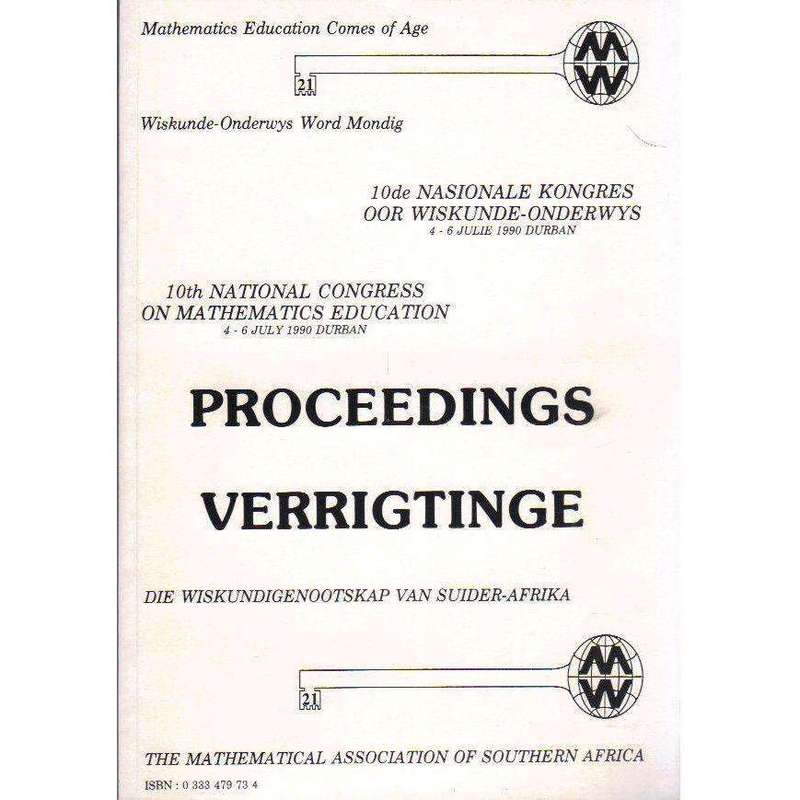 Mathematics Education Comes of Age
MW
21
Wiskunde-Onderwys Word Mondig
10de NASIONALE KONGRES
OOR WISKUNDE-ONDERWYS
4 - 6 JULIE 1990 DURBAN
10th NATIONAL CONGRESS
ON MATHEMATICS EDUCATION
4 - 6 JULY 1990 DURBAN
PROCEEDINGS
VERRIGTINGE
DIE WISKUNDIGENOOTSKAP VAN SUIDER-AFRIKA
MW
21
THE MATHEMATICAL ASSOCIATION OF SOUTHERN AFRICA
ISBN : 0 333 479 73 4